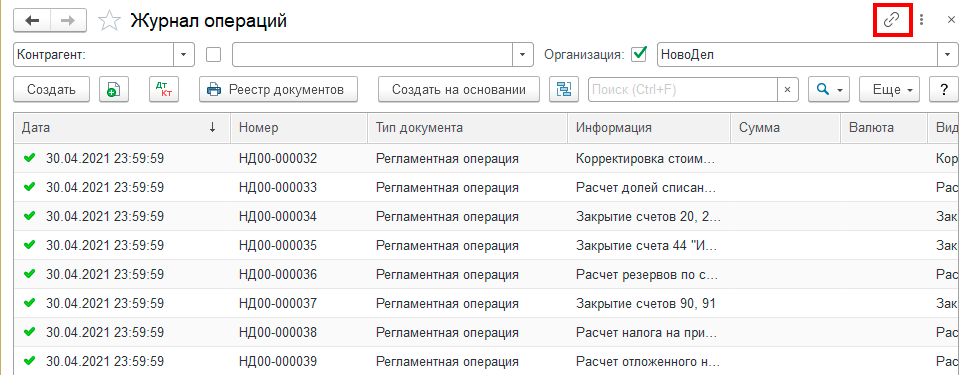 Журнал операций
Контрагент: Организация: НовоДел
Создать Дт Кт Реестр документов Создать на основании Поиск (Ctrl+F) × Еще ?
Дата ↓ Номер Тип документа Информация Сумма Валюта Вид
30.04.2021 23:59:59 НД00-000032 Регламентная операция Корректировка стоим... Кор
30.04.2021 23:59:59 НД00-000033 Регламентная операция Расчет долей списан... Рас
30.04.2021 23:59:59 НД00-000034 Регламентная операция Закрытие счетов 20, 2... Зак
30.04.2021 23:59:59 НД00-000035 Регламентная операция Закрытие счета 44 "И... Зак
30.04.2021 23:59:59 НД00-000036 Регламентная операция Расчет резервов по с... Рас
30.04.2021 23:59:59 НД00-000037 Регламентная операция Закрытие счетов 90, 91 Зак
30.04.2021 23:59:59 НД00-000038 Регламентная операция Расчет налога на при... Рас
30.04.2021 23:59:59 НД00-000039 Регламентная операция Расчет отложенного н... Рас